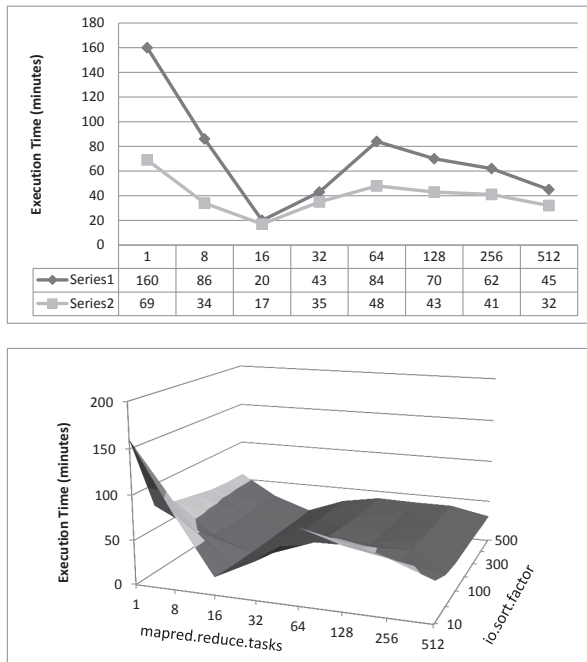 180
160
140
120
100
80
60
40
20
0
Execution Time (minutes)
1 8 16 32 64 128 256 512
Series1 160 86 20 43 84 70 62 45
Series2 69 34 17 35 48 43 41 32
200
150
100
50
0
Execution Time (minutes)
1 8 16 32 64 128 256 512
mapred.reduce.tasks
500
300
100
10
io.sort.factor